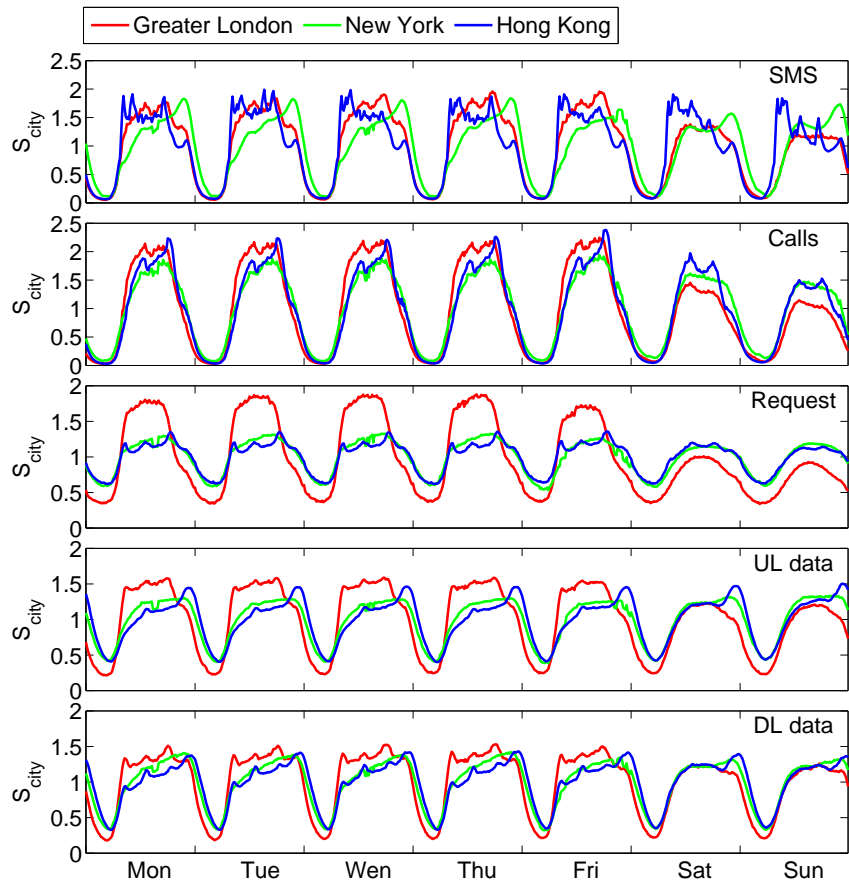 Greater London New York Hong Kong
2.5
2
1.5
1
0.5
0
S_city
SMS
2.5
2
1.5
1
0.5
0
S_city
Calls
2
1.5
1
0.5
0
S_city
Request
2
1.5
1
0.5
0
S_city
UL data
2
1.5
1
0.5
0
S_city
DL data
Mon Tue Wen Thu Fri Sat Sun